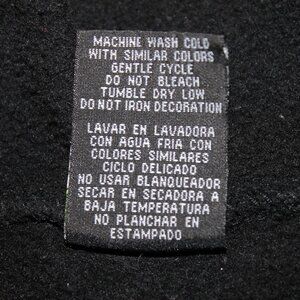 MACHINE WASH COLD
WITH SIMILAR COLORS
GENTLE CYCLE
DO NOT BLEACH
TUMBLE DRY LOW
DO NOT IRON DECORATION
LAVAR EN LAVADORA
CON AGUA FRIA CON
COLORES SIMILARES
CICLO DELICADO
NO USAR BLANQUEADOR
SECAR EN SECADORA A
BAJA TEMPERATURA
NO PLANCHAR EN
ESTAMPADO